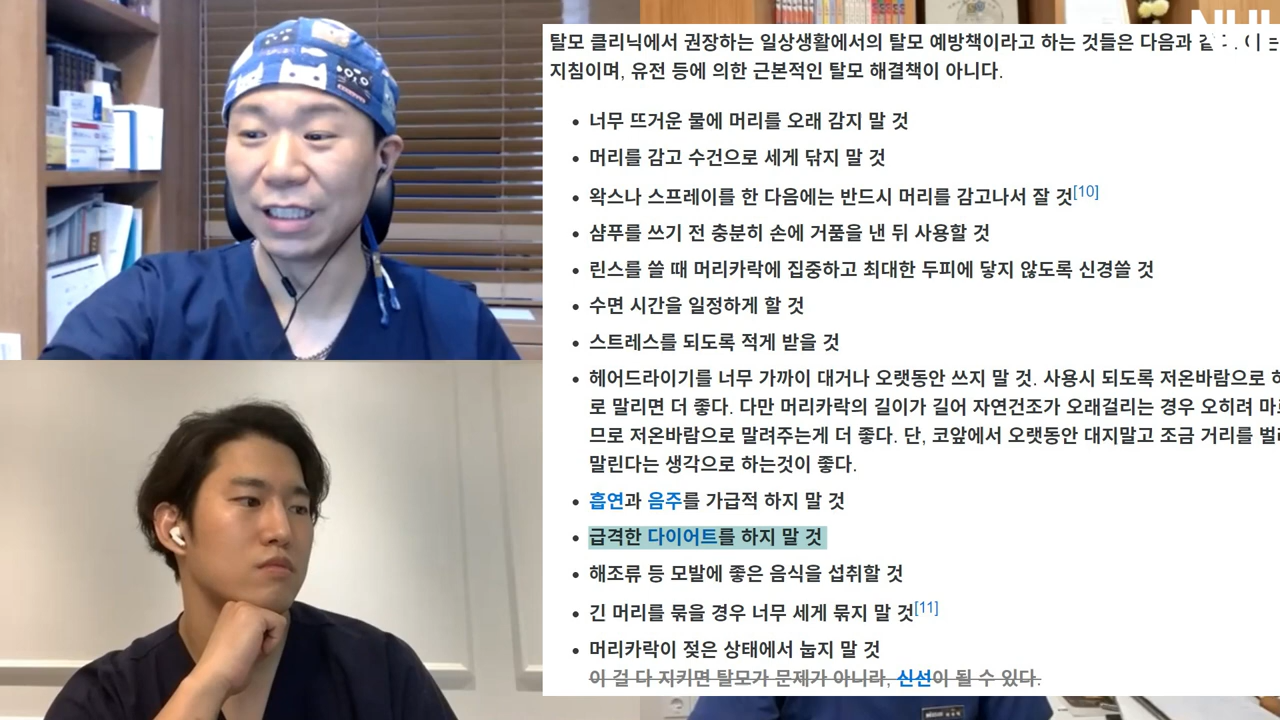 탈모 클리닉에서 권장하는 일상생활에서의 탈모 예방책이라고 하는 것들은 다음과
지침이며, 유전 등에 의한 근본적인 탈모 해결책이 아니다.
• 너무 뜨거운 물에 머리를 오래 감지 말 것
• 머리를 감고 수건으로 세게 닦지 말 것
• 왁스나 스프레이를 한 다음에는 반드시 머리를 감고나서 잘 것[10]
• 샴푸를 쓰기 전 충분히 손에 거품을 낸 뒤 사용할 것
• 린스를 쓸 때 머리카락에 집중하고 최대한 두피에 닿지 않도록 신경쓸 것
• 수면 시간을 일정하게 할 것
• 스트레스를 되도록 적게 받을 것
• 헤어드라이기를 너무 가까이 대거나 오랫동안 쓰지 말 것. 사용시 되도록 저온바람으로
로 말리면 더 좋다. 다만 머리카락의 길이가 길어 자연건조가 오래걸리는 경우 오히려
므로 저온바람으로 말려주는게 더 좋다. 단, 코앞에서 오랫동안 대지말고 조금 거리를
말린다는 생각으로 하는것이 좋다.
• 흡연과 음주를 가급적 하지 말 것
• 급격한 다이어트를 하지 말 것
• 해조류 등 모발에 좋은 음식을 섭취할 것
• 긴 머리를 묶을 경우 너무 세게 묶지 말 것[11]
• 머리카락이 젖은 상태에서 눕지 말 것
이 걸 다 지키면 탈모가 문제가 아니라, 신선이 될 수 있다.